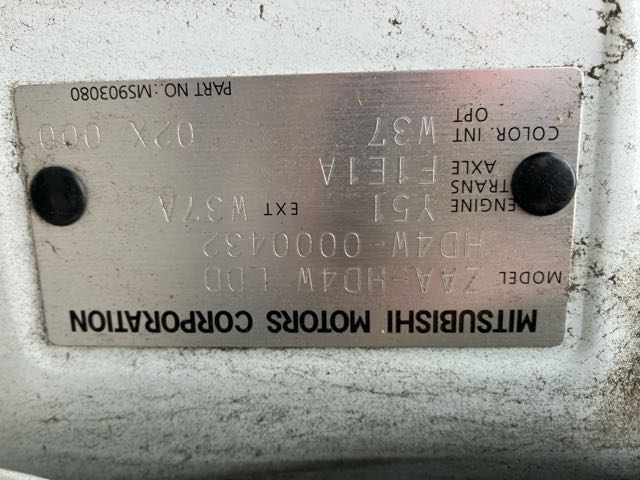 MITSUBISHI MOTORS CORPORATION
MODEL ZAA-HD4W LDD
HD4W-0000432
ENGINE Y51 EXT W37A
TRANS AXLE F1E1A
COLOR. INT OPT W37 02X 000
PART NO.: MS903080